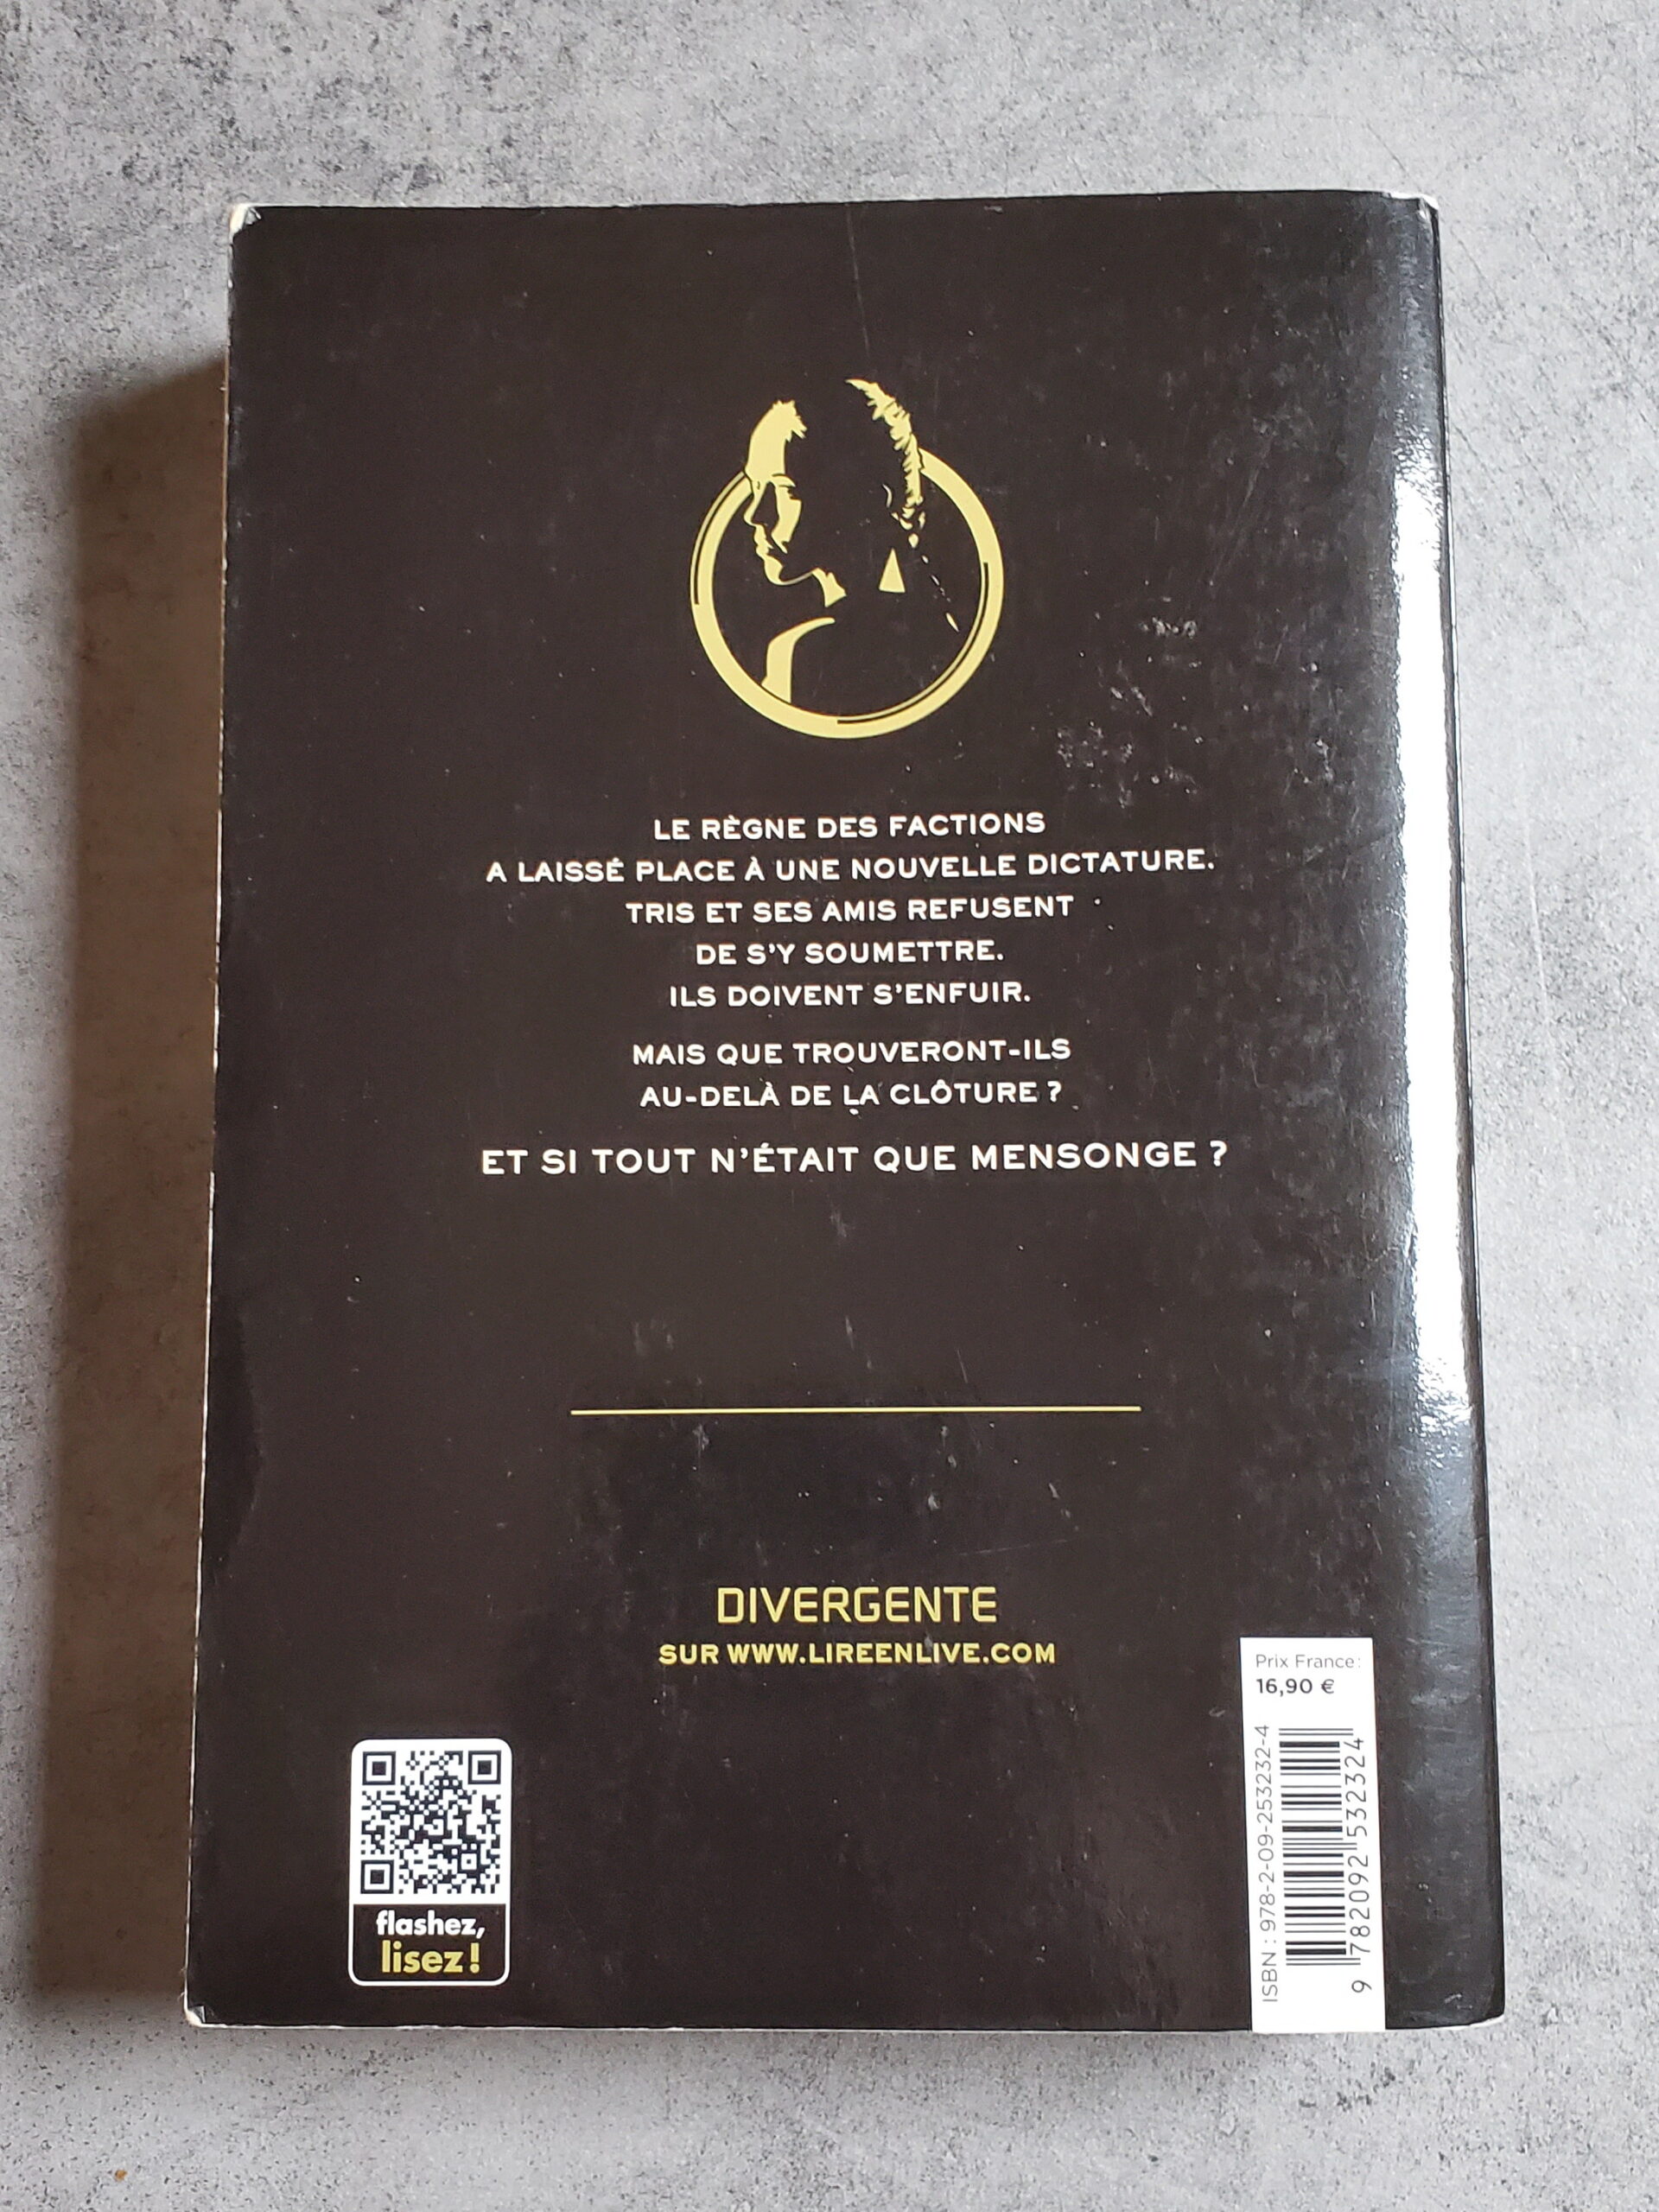 LE RÈGNE DES FACTIONS
A LAISSÉ PLACE À UNE NOUVELLE DICTATURE.
TRIS ET SES AMIS REFUSENT
DE S'Y SOUMETTRE.
ILS DOIVENT S'ENFUIR.
MAIS QUE TROUVERONT-ILS
AU-DELÀ DE LA CLÔTURE ?
ET SI TOUT N'ÉTAIT QUE MENSONGE ?
DIVERGENTE
SUR WWW.LIREENLIVE.COM
flashez,
lisez !
Prix France :
16,90 €
ISBN : 978-2-09-253232-4
9 782092 532324